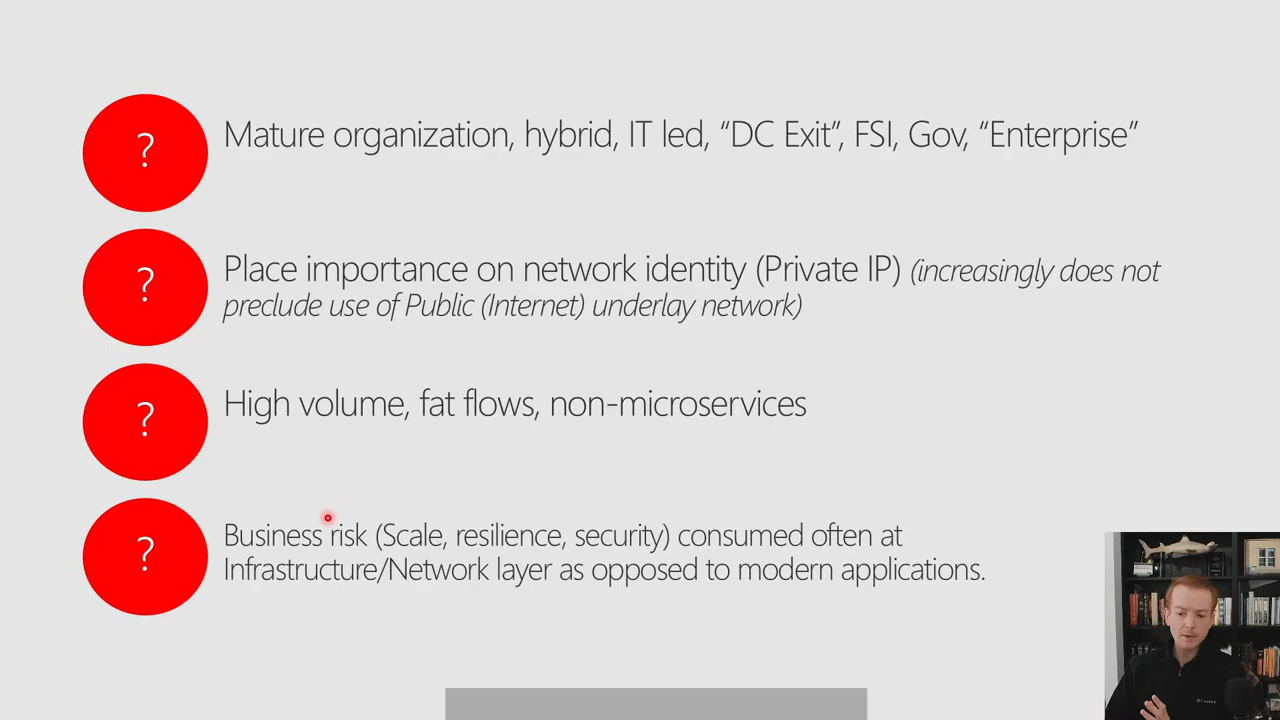 ?
Mature organization, hybrid, IT led, “DC Exit”, FSI, Gov, “Enterprise”
?
Place importance on network identity (Private IP) (increasingly does not
preclude use of Public (Internet) underlay network)
?
High volume, fat flows, non-microservices
?
Business risk (Scale, resilience, security) consumed often at
Infrastructure/Network layer as opposed to modern applications.